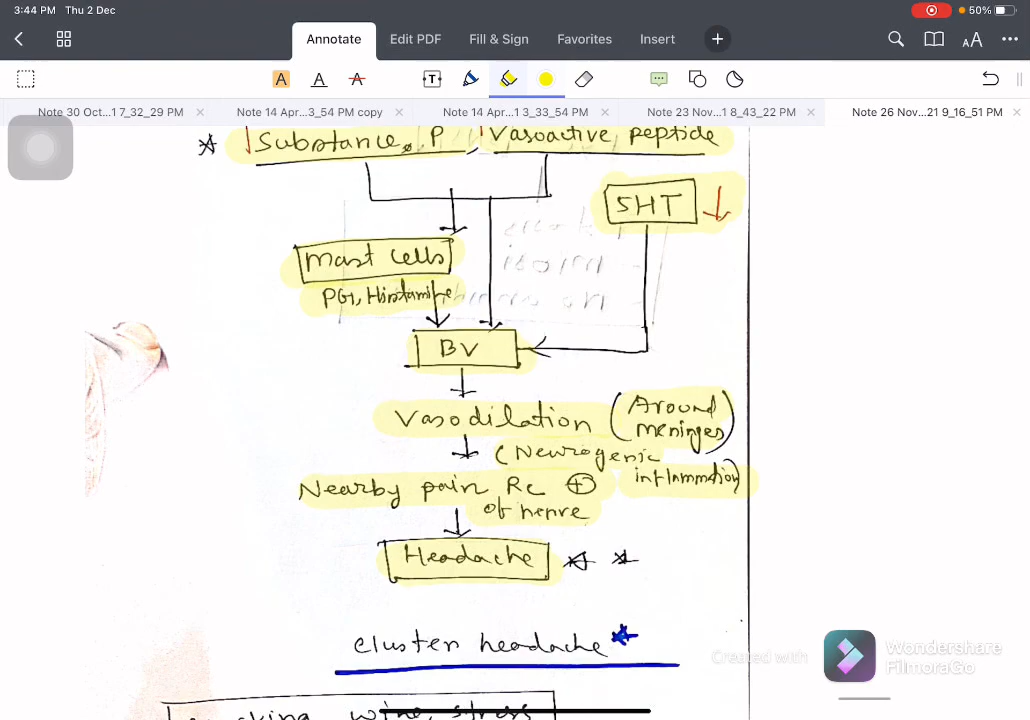 3:44 PM Thu 2 Dec
50%
Annotate
Edit PDF
Fill & Sign
Favorites
Insert
Note 30 Oct...1 7_32_29 PM
Note 14 Apr...3_54 PM copy
Note 14 Apr...1 3_33_54 PM
Note 23 Nov...1 8_43_22 PM
Note 26 Nov...21 9_16_51 PM
Substance P, Vasoactive peptide
5HT ↓
Mast cells
PG, Histamine
BV
Vasodilation (Around meninges)
(Neurogenic inflammation)
Nearby pain Rc ⊕
of nerve
Headache
cluster headache
wine, stress
Created with
Wondershare
FilmoraGo